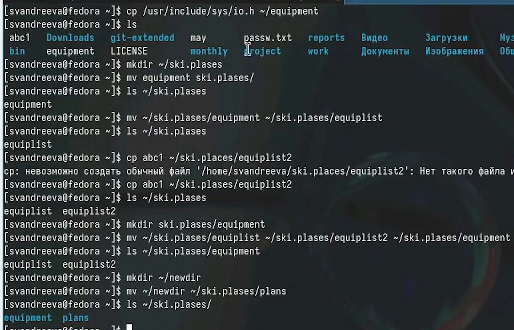 [svandreeva@fedora ~]$ cp /usr/include/sys/io.h ~/equipment
[svandreeva@fedora ~]$ ls
abc1 Downloads git-extended may passw.txt reports Видео Загрузки
bin equipment LICENSE monthly project work Документы Изображения
[svandreeva@fedora ~]$ mkdir ~/ski.plases
[svandreeva@fedora ~]$ mv equipment ski.plases/
[svandreeva@fedora ~]$ ls ~/ski.plases
equipment
[svandreeva@fedora ~]$ mv ~/ski.plases/equipment ~/ski.plases/equiplist
[svandreeva@fedora ~]$ ls ~/ski.plases
equiplist
[svandreeva@fedora ~]$ cp abc1 ~/ski.places/equiplist2
cp: невозможно создать обычный файл '/home/svandreeva/ski.places/equiplist2': Нет такого файла и
[svandreeva@fedora ~]$ cp abc1 ~/ski.plases/equiplist2
[svandreeva@fedora ~]$ ls ~/ski.plases
equiplist equiplist2
[svandreeva@fedora ~]$ mkdir ski.plases/equipment
[svandreeva@fedora ~]$ mv ~/ski.plases/equiplist ~/ski.plases/equiplist2 ~/ski.plases/equipment
[svandreeva@fedora ~]$ ls ~/ski.plases/equipment
equiplist equiplist2
[svandreeva@fedora ~]$ mkdir ~/newdir
[svandreeva@fedora ~]$ mv ~/newdir ~/ski.plases/plans
[svandreeva@fedora ~]$ ls ~/ski.plases/
equipment plans
[svandreeva@fedora ~]$